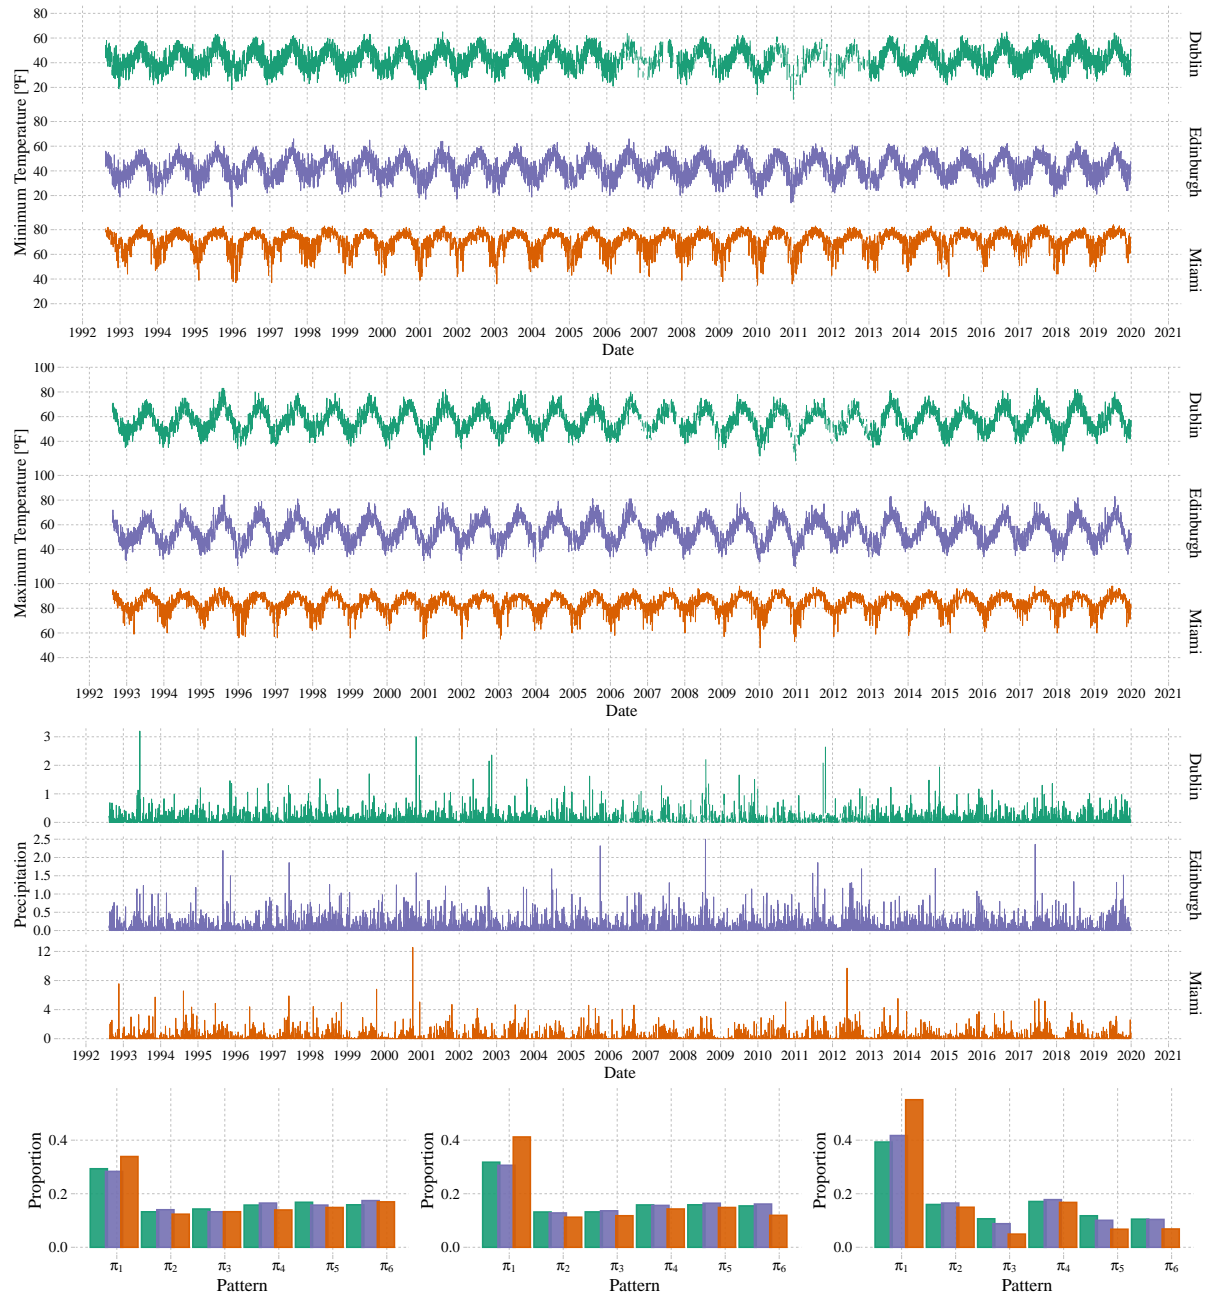 Minimum Temperature [°F]
80
60
40
20
Dublin
80
60
40
20
Edinburgh
80
60
40
20
Miami
1992 1993 1994 1995 1996 1997 1998 1999 2000 2001 2002 2003 2004 2005 2006 2007 2008 2009 2010 2011 2012 2013 2014 2015 2016 2017 2018 2019 2020 2021
Date
Maximum Temperature [°F]
100
80
60
40
Dublin
100
80
60
40
Edinburgh
100
80
60
40
Miami
1992 1993 1994 1995 1996 1997 1998 1999 2000 2001 2002 2003 2004 2005 2006 2007 2008 2009 2010 2011 2012 2013 2014 2015 2016 2017 2018 2019 2020 2021
Date
Precipitation
3
2
1
0
Dublin
2.5
2.0
1.5
1.0
0.5
0.0
Edinburgh
12
8
4
0
Miami
1992 1993 1994 1995 1996 1997 1998 1999 2000 2001 2002 2003 2004 2005 2006 2007 2008 2009 2010 2011 2012 2013 2014 2015 2016 2017 2018 2019 2020 2021
Date
Proportion
0.4
0.2
0.0
π₁ π₂ π₃ π₄ π₅ π₆
Pattern
Proportion
0.4
0.2
0.0
π₁ π₂ π₃ π₄ π₅ π₆
Pattern
Proportion
0.4
0.2
0.0
π₁ π₂ π₃ π₄ π₅ π₆
Pattern